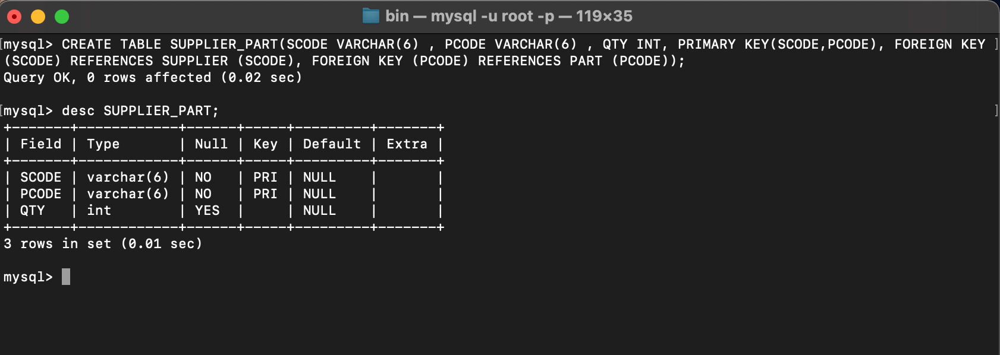 bin — mysql -u root -p — 119×35
mysql> CREATE TABLE SUPPLIER_PART(SCODE VARCHAR(6) , PCODE VARCHAR(6) , QTY INT, PRIMARY KEY(SCODE,PCODE), FOREIGN KEY
(SCODE) REFERENCES SUPPLIER (SCODE), FOREIGN KEY (PCODE) REFERENCES PART (PCODE));
Query OK, 0 rows affected (0.02 sec)
mysql> desc SUPPLIER_PART;
+-------+------------+------+-----+---------+-------+
| Field | Type       | Null | Key | Default | Extra |
+-------+------------+------+-----+---------+-------+
| SCODE | varchar(6) | NO   | PRI | NULL    |       |
| PCODE | varchar(6) | NO   | PRI | NULL    |       |
| QTY   | int        | YES  |     | NULL    |       |
+-------+------------+------+-----+---------+-------+
3 rows in set (0.01 sec)
mysql>